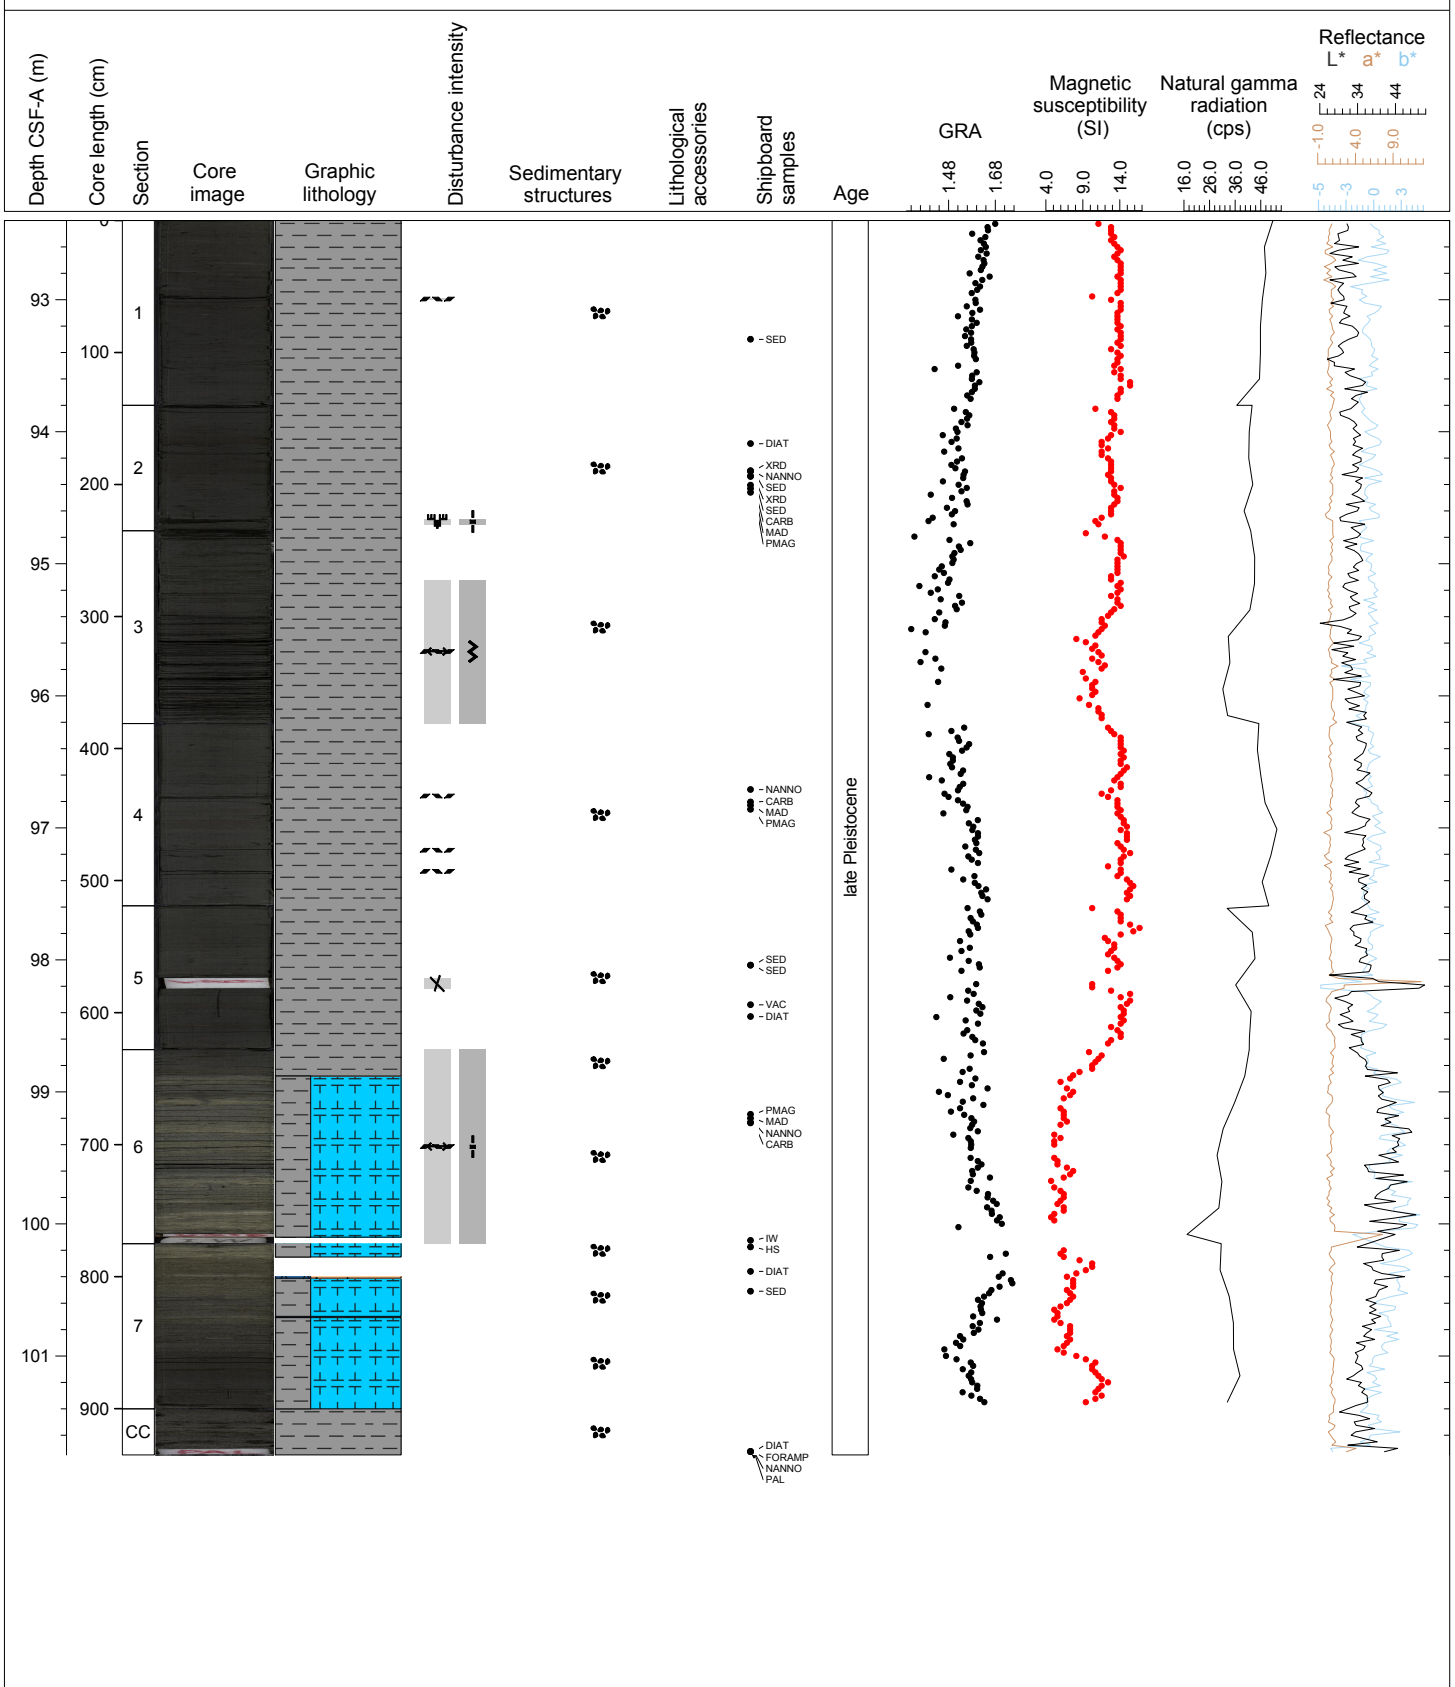 Depth CSF-A (m)
Core length (cm)
Section
Core
image
Graphic
lithology
Disturbance intensity
Sedimentary
structures
Lithological
accessories
Shipboard
samples
Age
GRA
1.48
1.68
Magnetic
susceptibility
(SI)
4.0
9.0
14.0
Natural gamma
radiation
(cps)
16.0
26.0
36.0
46.0
Reflectance
L* a* b*
24
34
44
-1.0
4.0
9.0
-5
-3
0
3
0
93
1
SED
100
94
DIAT
2
XRD
NANNO
200
SED
XRD
SED
CARB
MAD
PMAG
95
300
3
96
400
NANNO
CARB
4
MAD
97
PMAG
late Pleistocene
500
98
SED
SED
5
VAC
600
DIAT
99
PMAG
MAD
NANNO
700
6
CARB
100
IW
HS
800
DIAT
SED
7
101
900
CC
DIAT
FORAMP
NANNO
PAL